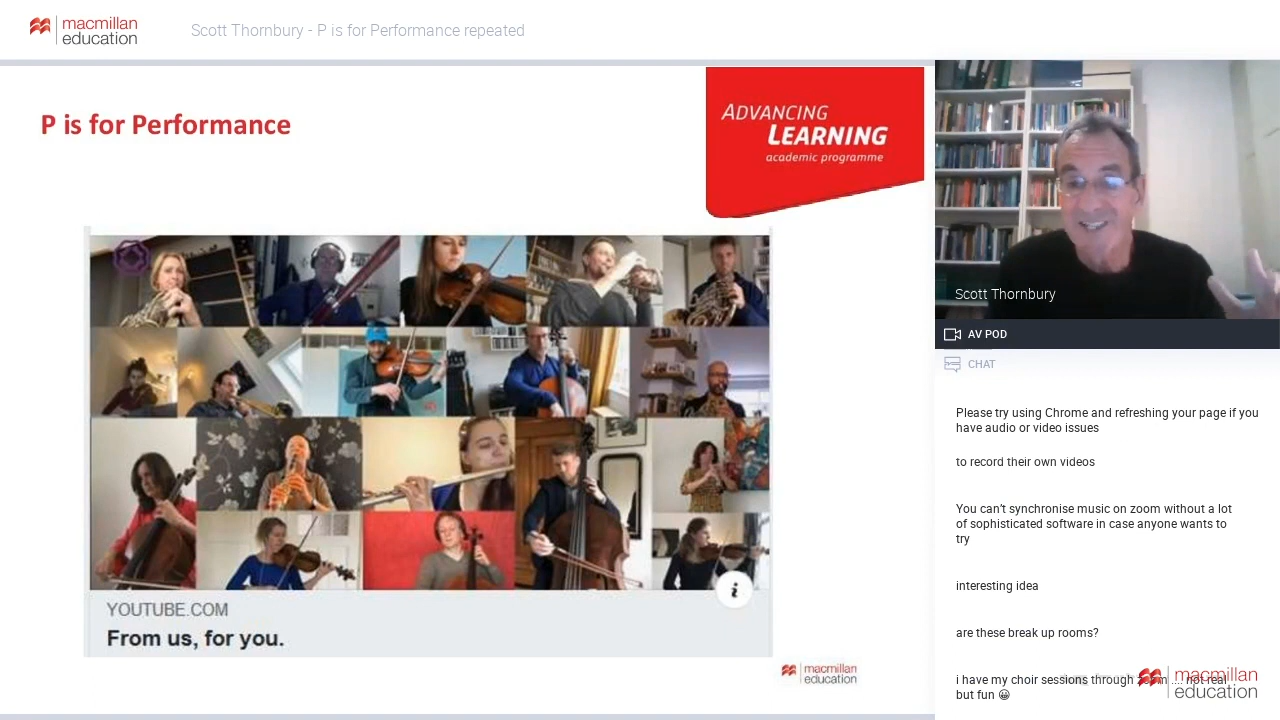 macmillan
education
Scott Thornbury - P is for Performance repeated
P is for Performance
ADVANCING
LEARNING
academic programme
YOUTUBE.COM
From us, for you.
i
macmillan
education
Scott Thornbury
AV POD
CHAT
Please try using Chrome and refreshing your page if you
have audio or video issues
to record their own videos
You can't synchronise music on zoom without a lot
of sophisticated software in case anyone wants to
try
interesting idea
are these break up rooms?
i have my choir sessions through zoom .... not real
but fun 😀
macmillan
education